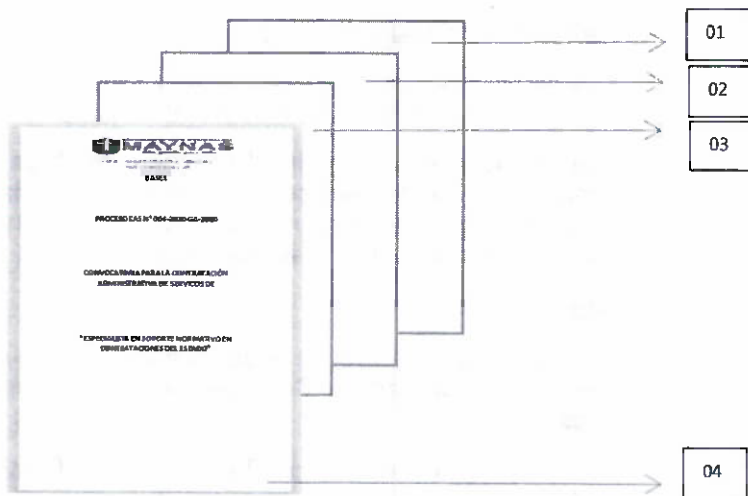 01
02
03
MAYNAS
BASES
PROCESO CAS N°
CONVOCATORIA PARA LA CONTRATACIÓN
ADMINISTRATIVA DE SERVICIOS DE
"ESPECIALISTA EN SOPORTE NORMATIVO EN
CONTRATACIONES DEL ESTADO"
04